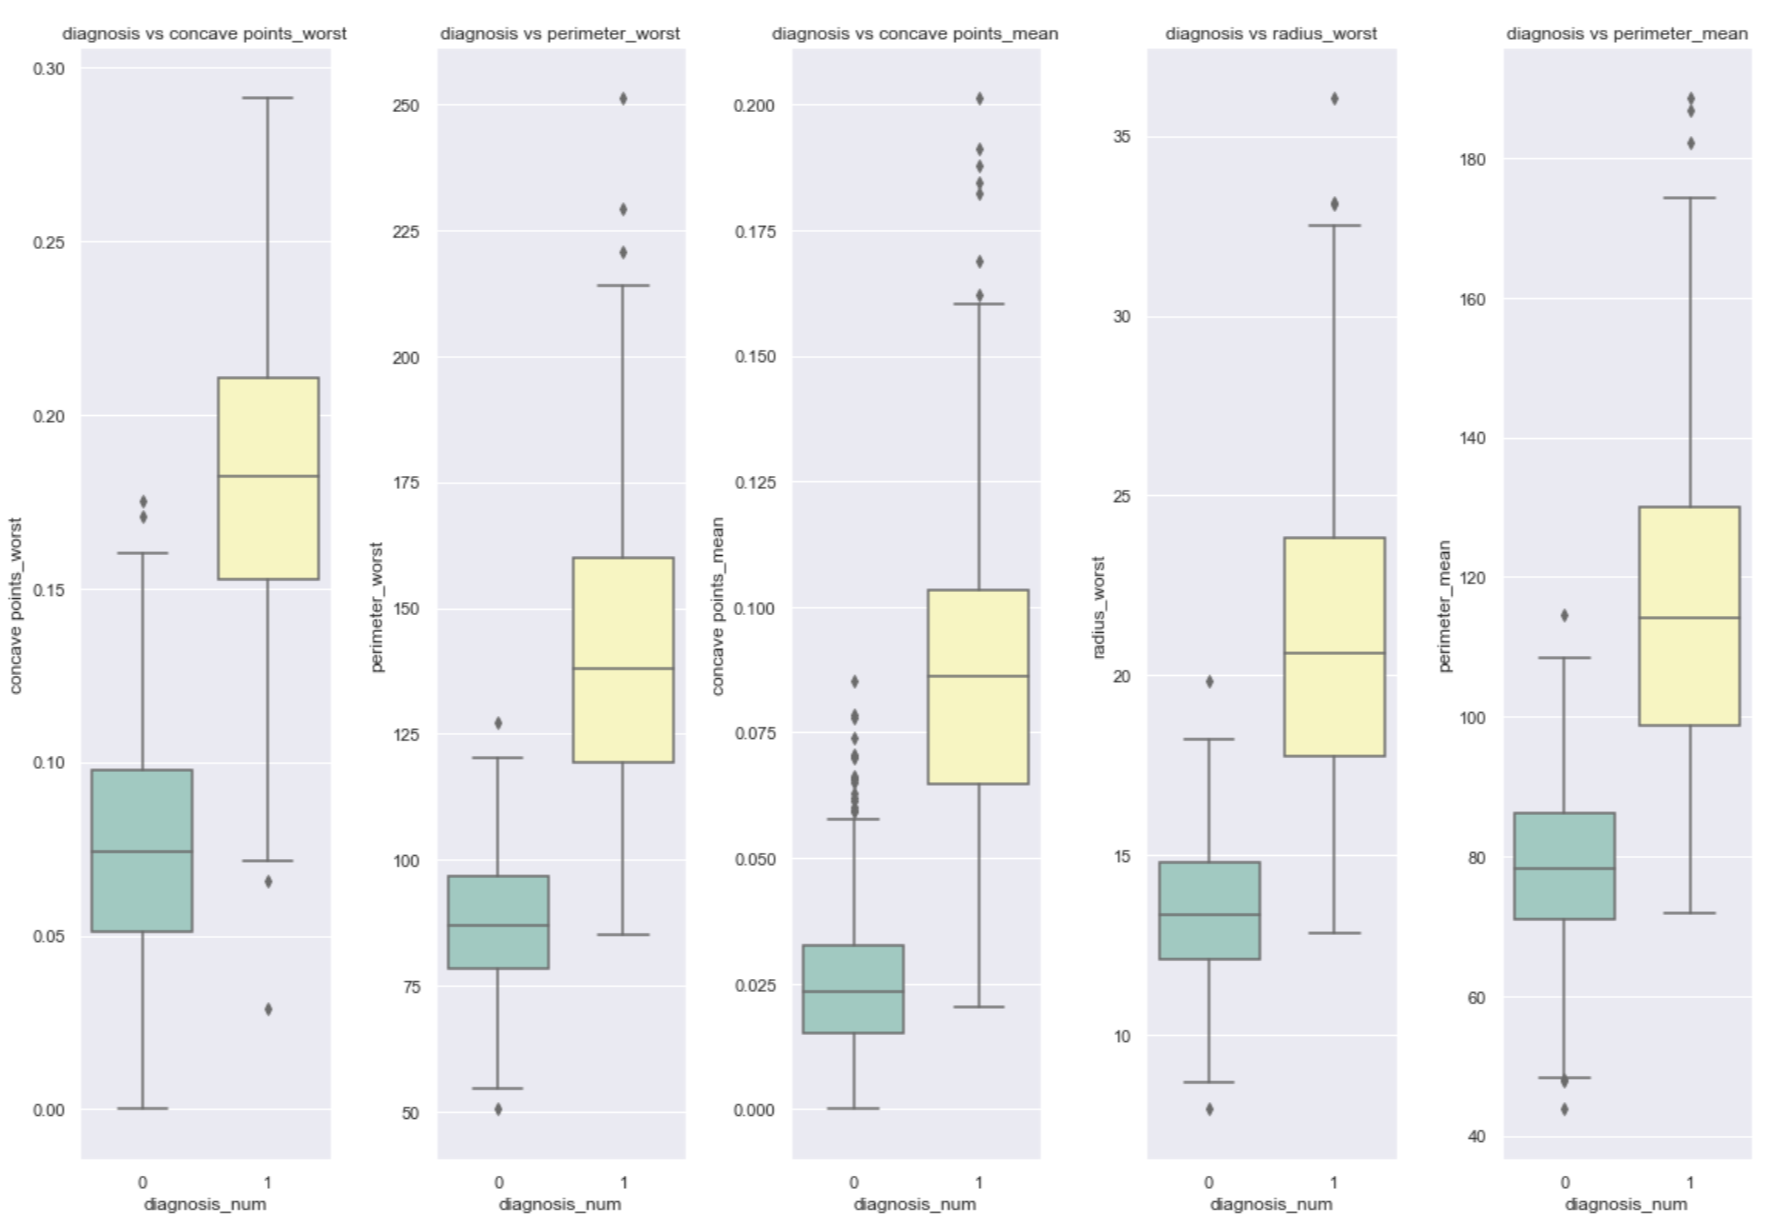 diagnosis vs concave points_worst
0.30
0.25
0.20
0.15
0.10
0.05
0.00
concave points_worst
0 1
diagnosis_num
diagnosis vs perimeter_worst
250
225
200
175
150
125
100
75
50
perimeter_worst
0 1
diagnosis_num
diagnosis vs concave points_mean
0.200
0.175
0.150
0.125
0.100
0.075
0.050
0.025
0.000
concave points_mean
0 1
diagnosis_num
diagnosis vs radius_worst
35
30
25
20
15
10
radius_worst
0 1
diagnosis_num
diagnosis vs perimeter_mean
180
160
140
120
100
80
60
40
perimeter_mean
0 1
diagnosis_num